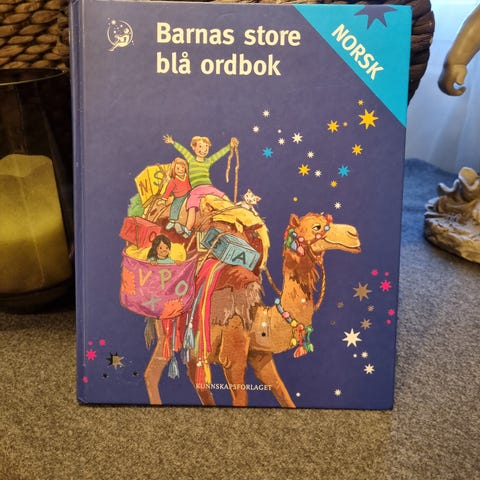 Barnas store
blå ordbok
NORSK
N S
A
V P O
X
KUNNSKAPSFORLAGET